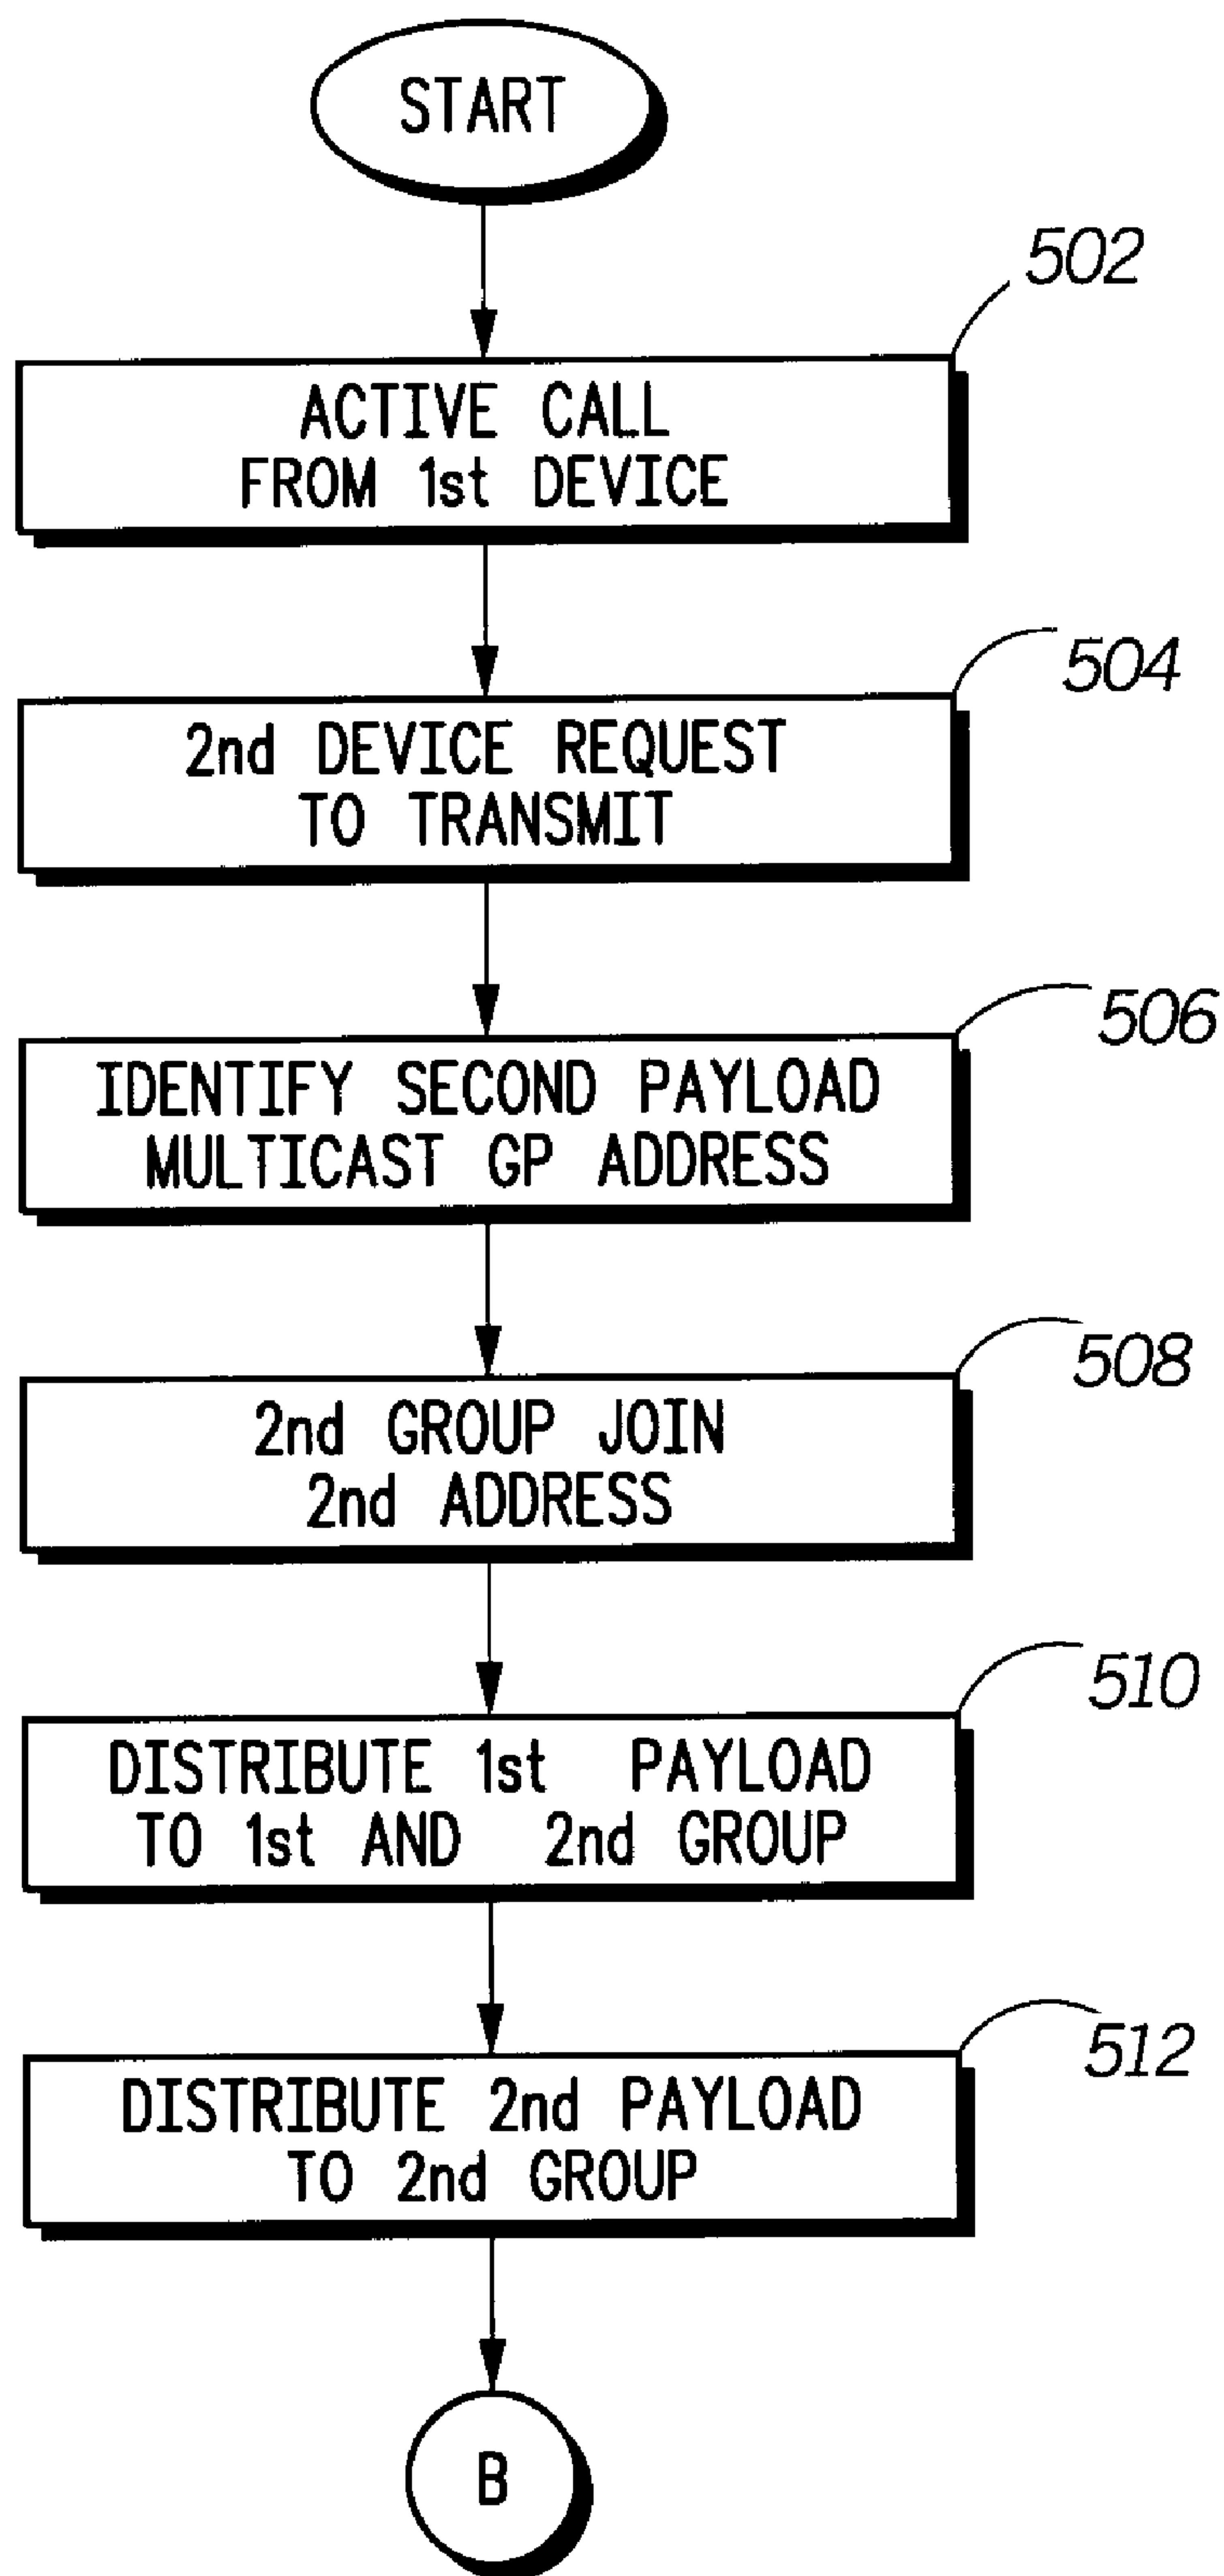 START
502
ACTIVE CALL
FROM 1st DEVICE
504
2nd DEVICE REQUEST
TO TRANSMIT
506
IDENTIFY SECOND PAYLOAD
MULTICAST GP ADDRESS
508
2nd GROUP JOIN
2nd ADDRESS
510
DISTRIBUTE 1st PAYLOAD
TO 1st AND 2nd GROUP
512
DISTRIBUTE 2nd PAYLOAD
TO 2nd GROUP
B